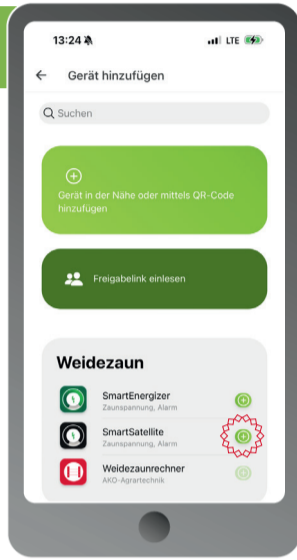 13:24
LTE
Gerät hinzufügen
Suchen
Gerät in der Nähe oder mittels QR-Code
hinzufügen
Freigabelink einlesen
Weidezaun
SmartEnergizer
Zaunspannung, Alarm
SmartSatellite
Zaunspannung, Alarm
Weidezaunrechner
AKO-Agrartechnik